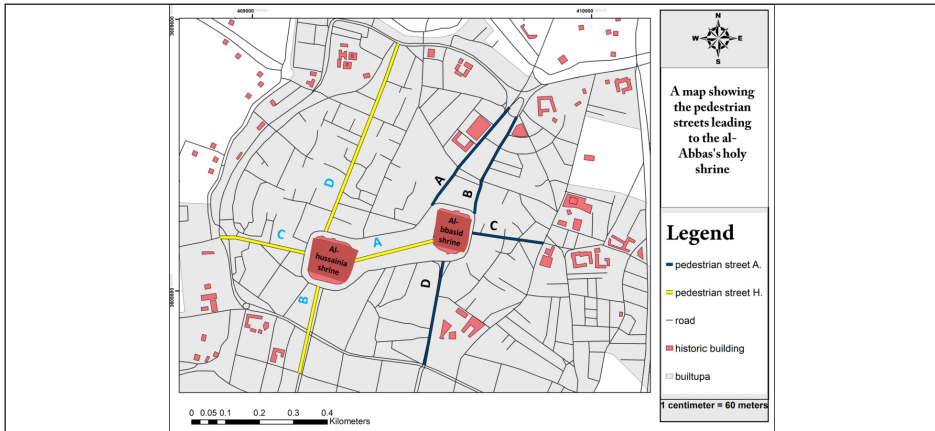 409000
410000
3609600
3608800
N
W E
S
A map showing
the pedestrian
streets leading
to the al-
Abbas's holy
shrine
D
A
B
C
C
A
Al-
bbasid
shrine
Al-
hussainia
shrine
D
B
Legend
pedestrian street A.
pedestrian street H.
road
historic building
builtupa
1 centimeter = 60 meters
0 0.05 0.1 0.2 0.3 0.4
Kilometers